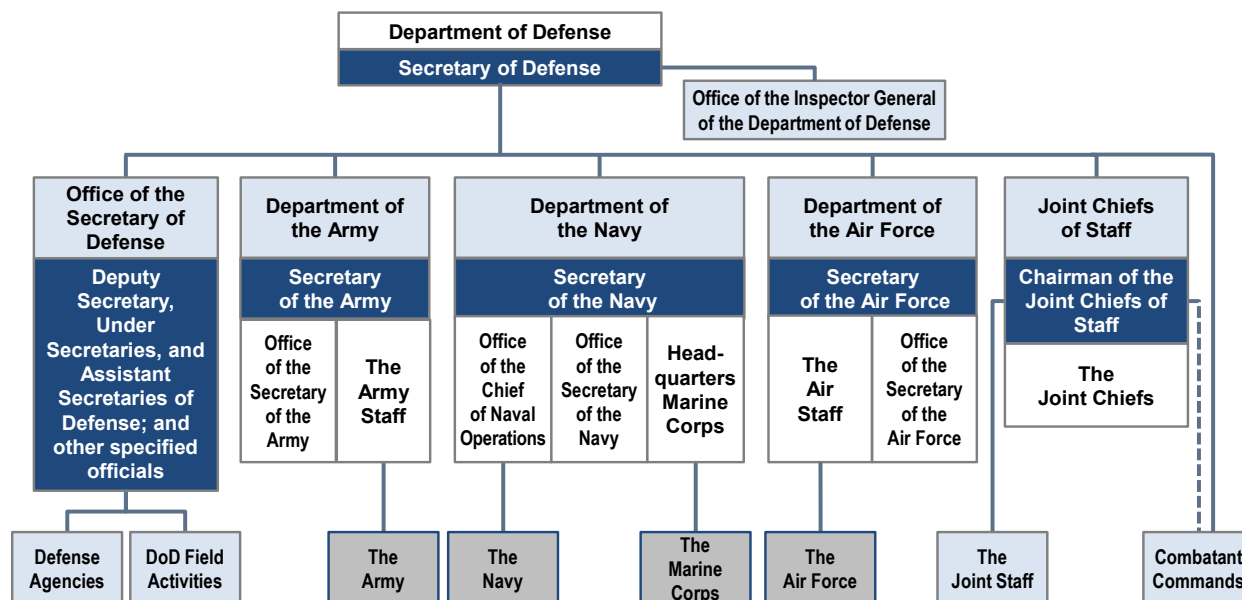 Department of Defense
Secretary of Defense
Office of the Inspector General
of the Department of Defense
Office of the
Secretary of
Defense
Deputy
Secretary,
Under
Secretaries, and
Assistant
Secretaries of
Defense; and
other specified
officials
Department of
the Army
Secretary
of the Army
Office
of the
Secretary
of the
Army
The
Army
Staff
Department of
the Navy
Secretary
of the Navy
Office
of the
Chief
of Naval
Operations
Office
of the
Secretary
of the
Navy
Head-
quarters
Marine
Corps
Department of
the Air Force
Secretary
of the Air Force
The
Air
Staff
Office
of the
Secretary
of the
Air Force
Joint Chiefs
of Staff
Chairman of the
Joint Chiefs of
Staff
The
Joint Chiefs
Defense
Agencies
DoD Field
Activities
The
Army
The
Navy
The
Marine
Corps
The
Air Force
The
Joint Staff
Combatant
Commands